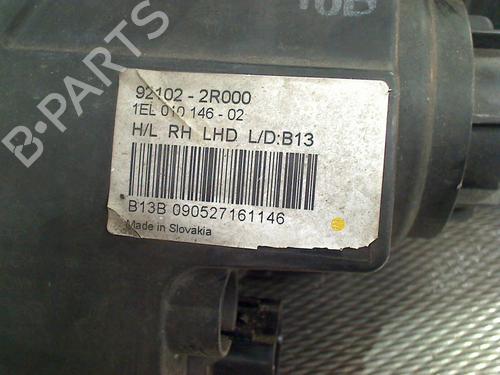 92102 - 2R000
1EL 010 146 - 02
H/L RH LHD L/D:B13
B13B 090527161146
Made in Slovakia
B-PARTS